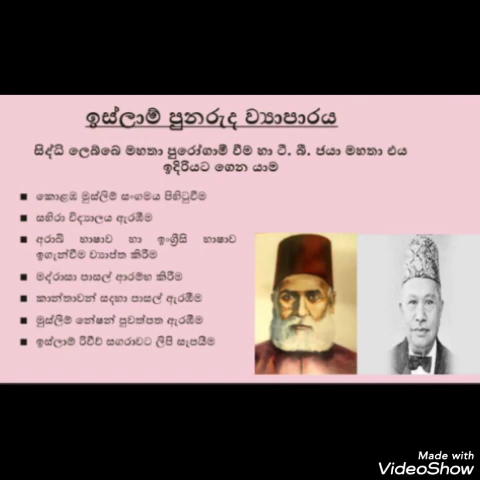 ඉස්ලාම් පුනරුද ව්‍යාපාරය
සිද්ධි ලෙබ්බෙ මහතා පුරෝගාමී වීම හා ටී. බී. ජයා මහතා එය
ඉදිරියට ගෙන යාම
කොළඹ මුස්ලිම් සංගමය පිහිටුවීම
සහිරා විද්‍යාලය ඇරඹීම
අරාබි භාෂාව හා ඉංග්‍රීසි භාෂාව
ඉගැන්වීම ව්‍යාප්ත කිරීම
මද්රාසා පාසල් ආරම්භ කිරීම
කාන්තාවන් සඳහා පාසල් ඇරඹීම
මුස්ලිම් නේෂන් පුවත්පත ඇරඹීම
ඉස්ලාම් රිවීව් සඟරාවට ලිපි සැපයීම
Made with
VideoShow